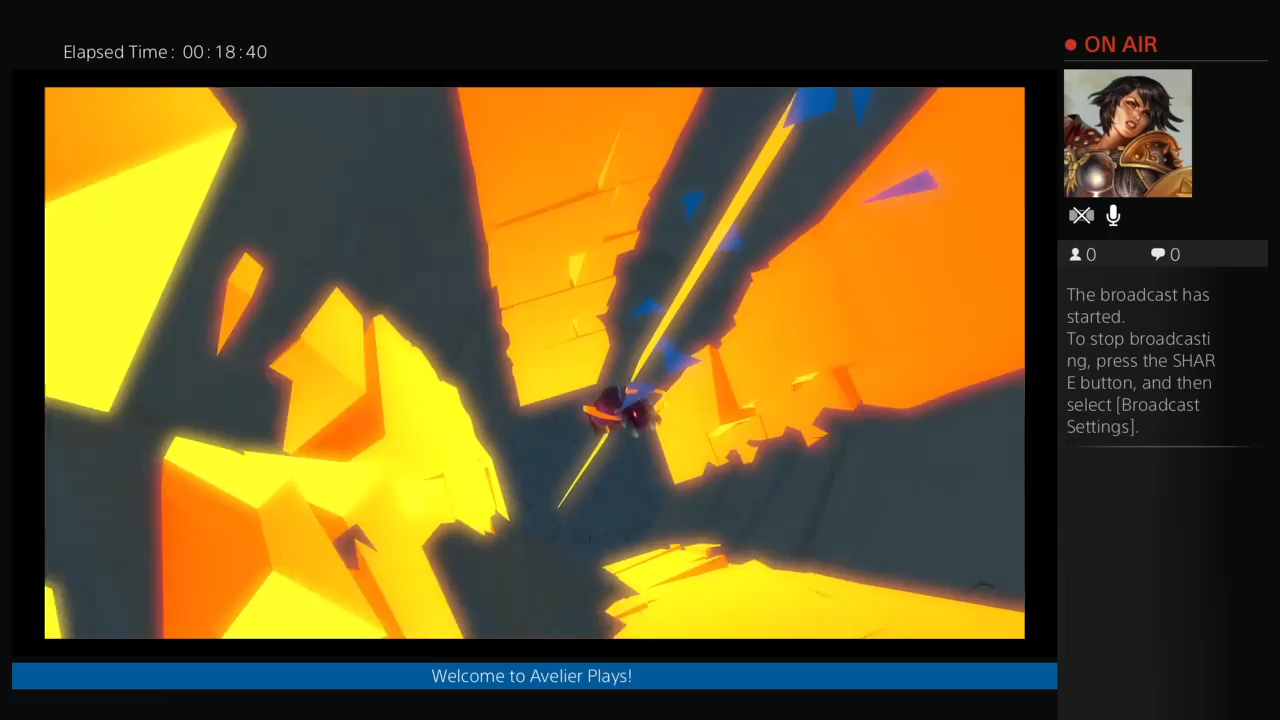 Elapsed Time: 00:18:40
ON AIR
0
0
The broadcast has
started.
To stop broadcasti
ng, press the SHAR
E button, and then
select [Broadcast
Settings].
Welcome to Avelier Plays!